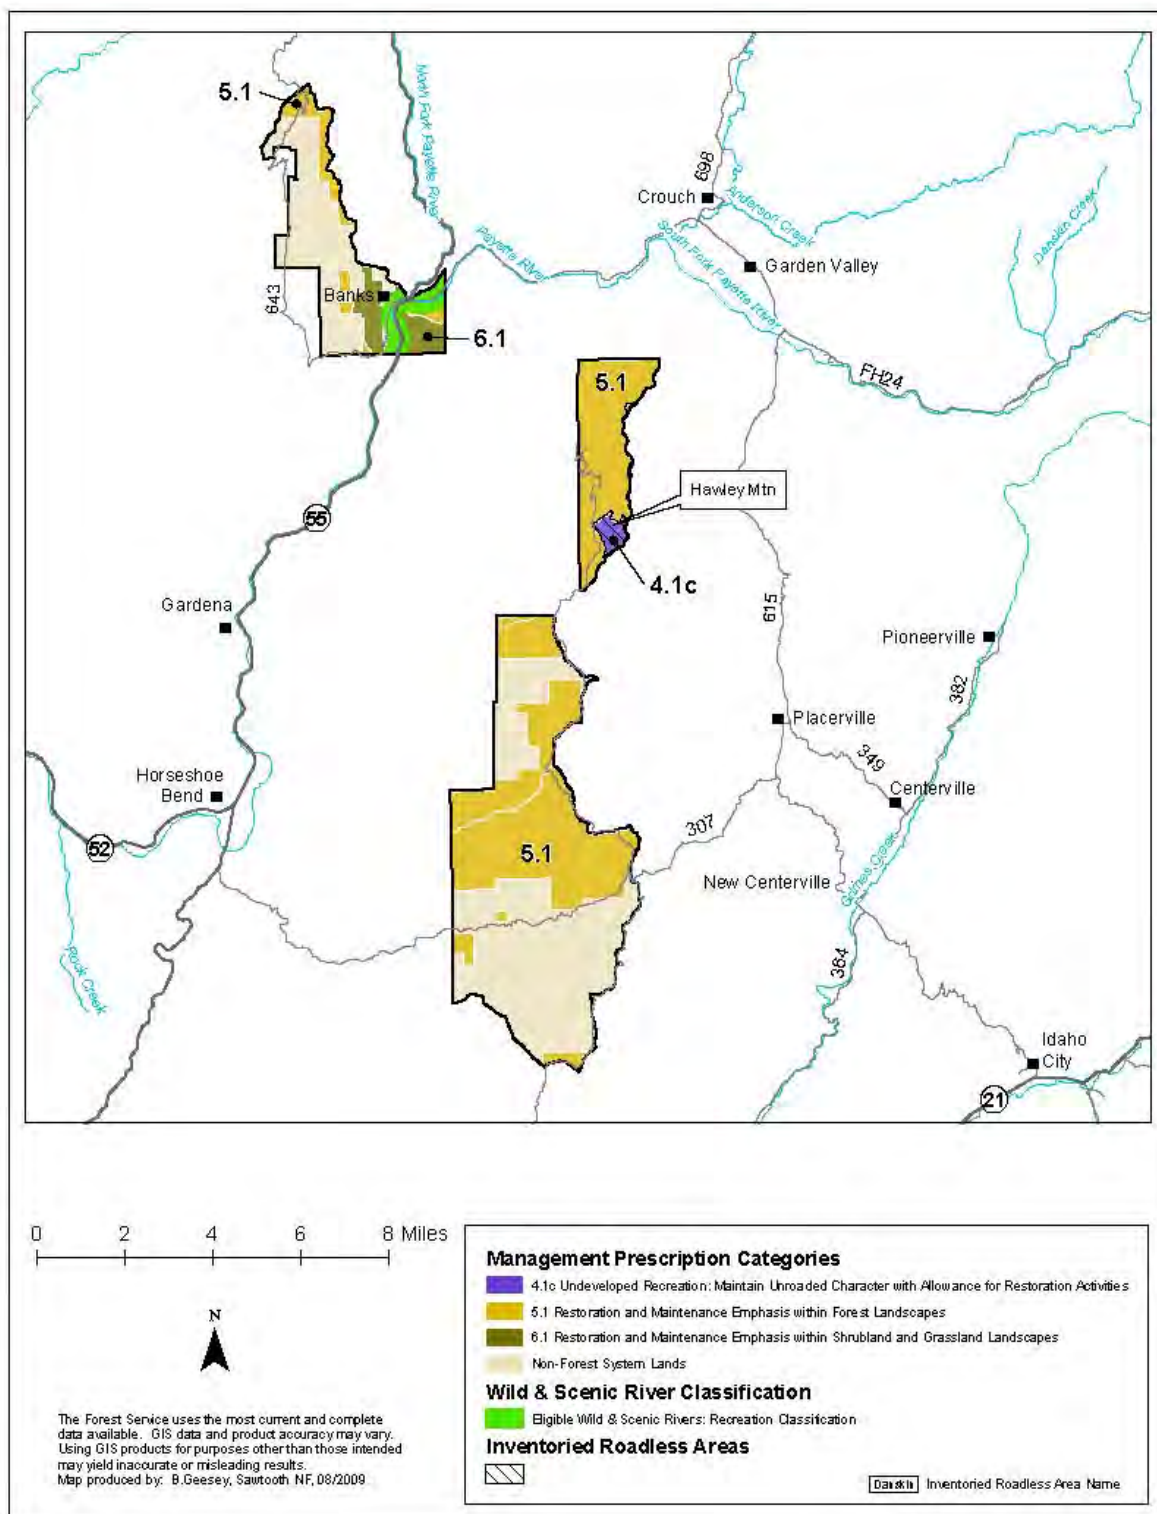 5.1
North Fork Payette River
698
Crouch
Anderson Creek
Danskin Creek
South Fork Payette River
Payette River
Garden Valley
643
Banks
6.1
FH24
5.1
Hawley Mtn
55
4.1c
Gardena
615
Pioneerville
382
Placerville
349
Horseshoe
Bend
Centerville
52
307
5.1
New Centerville
Grimes Creek
Rock Creek
384
Idaho
City
21
0 2 4 6 8 Miles
N
The Forest Service uses the most current and complete
data available. GIS data and product accuracy may vary.
Using GIS products for purposes other than those intended
may yield inaccurate or misleading results.
Map produced by: B.Geesey, Sawtooth NF, 08/2009
Management Prescription Categories
4.1c Undeveloped Recreation: Maintain Unroaded Character with Allowance for Restoration Activities
5.1 Restoration and Maintenance Emphasis within Forest Landscapes
6.1 Restoration and Maintenance Emphasis within Shrubland and Grassland Landscapes
Non-Forest System Lands
Wild & Scenic River Classification
Eligible Wild & Scenic Rivers: Recreation Classification
Inventoried Roadless Areas
Danskin Inventoried Roadless Area Name